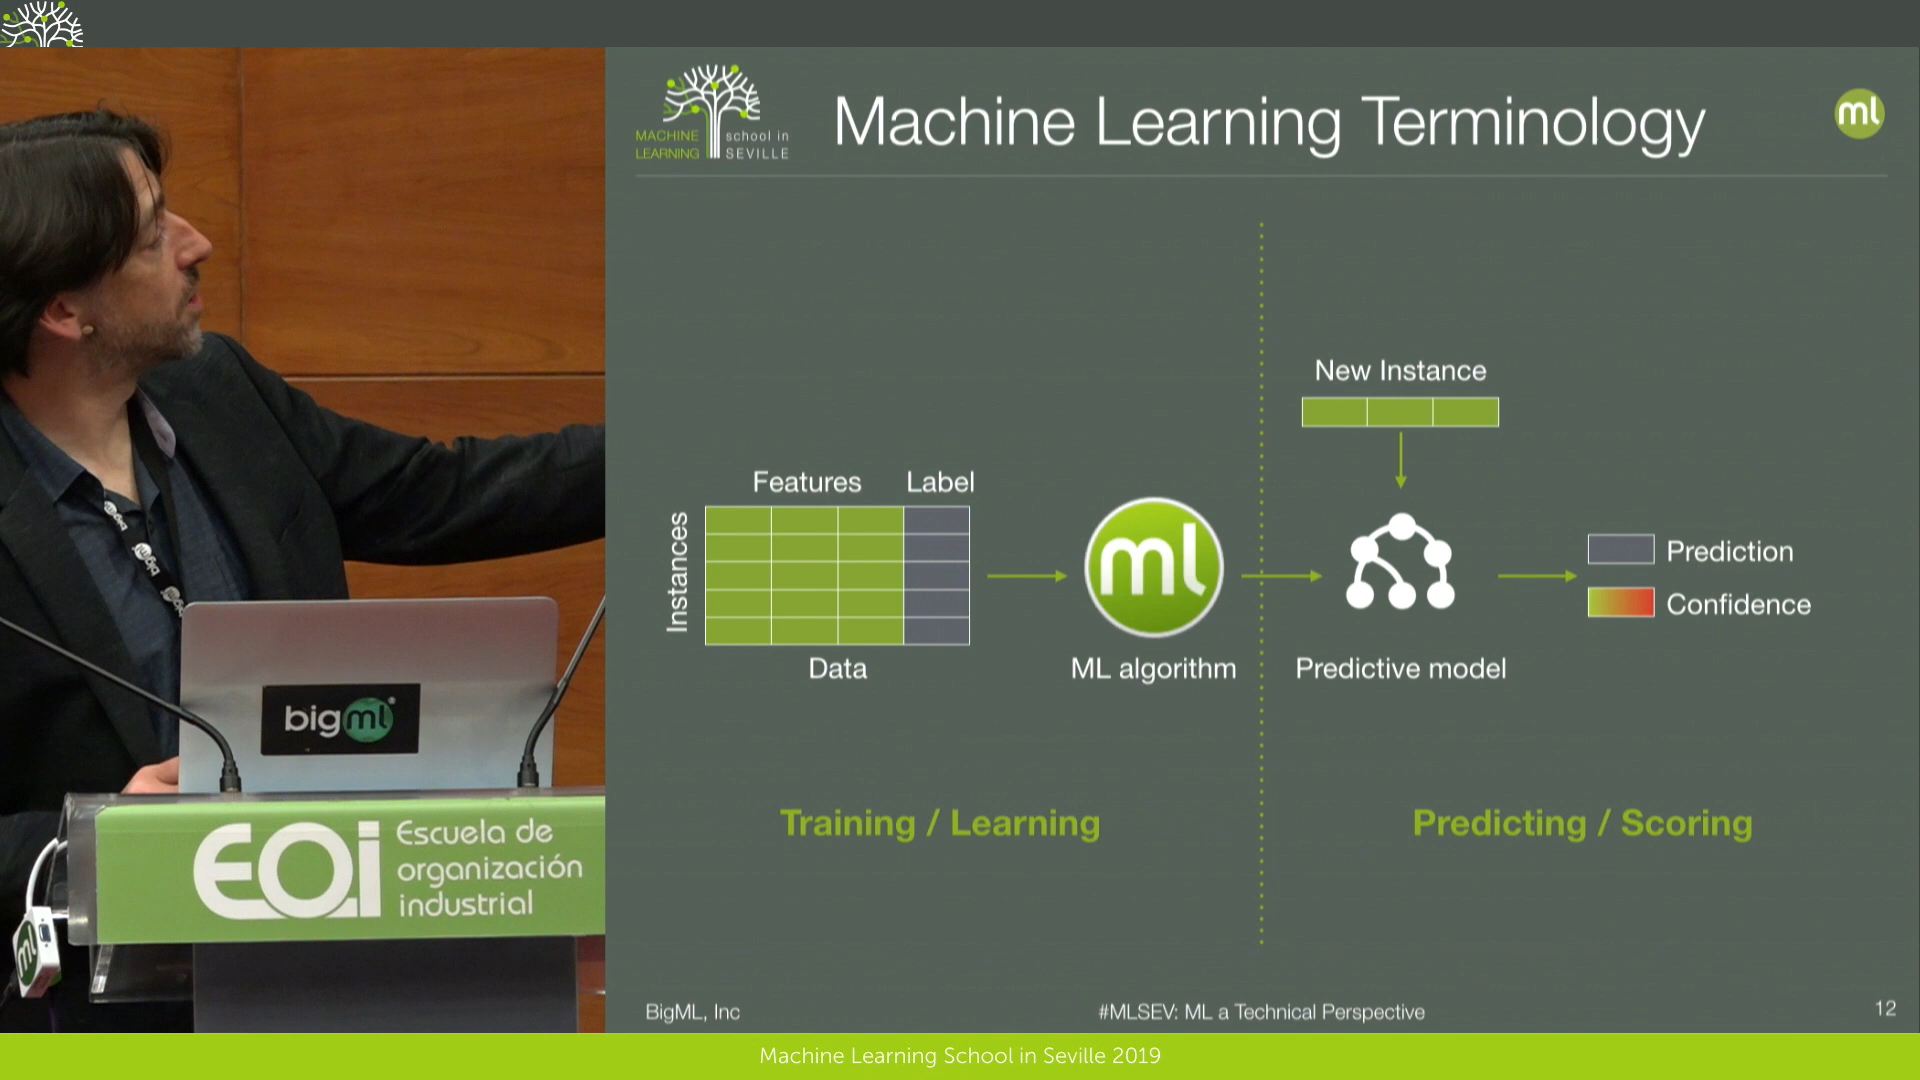 MACHINE
LEARNING
school in
SEVILLE
Machine Learning Terminology
ml
New Instance
Features
Label
Instances
Data
ml
ML algorithm
Predictive model
Prediction
Confidence
Training / Learning
Predicting / Scoring
BigML, Inc
#MLSEV: ML a Technical Perspective
12
bigml®
EOi
Escuela de
organización
industrial
ml
Machine Learning School in Seville 2019